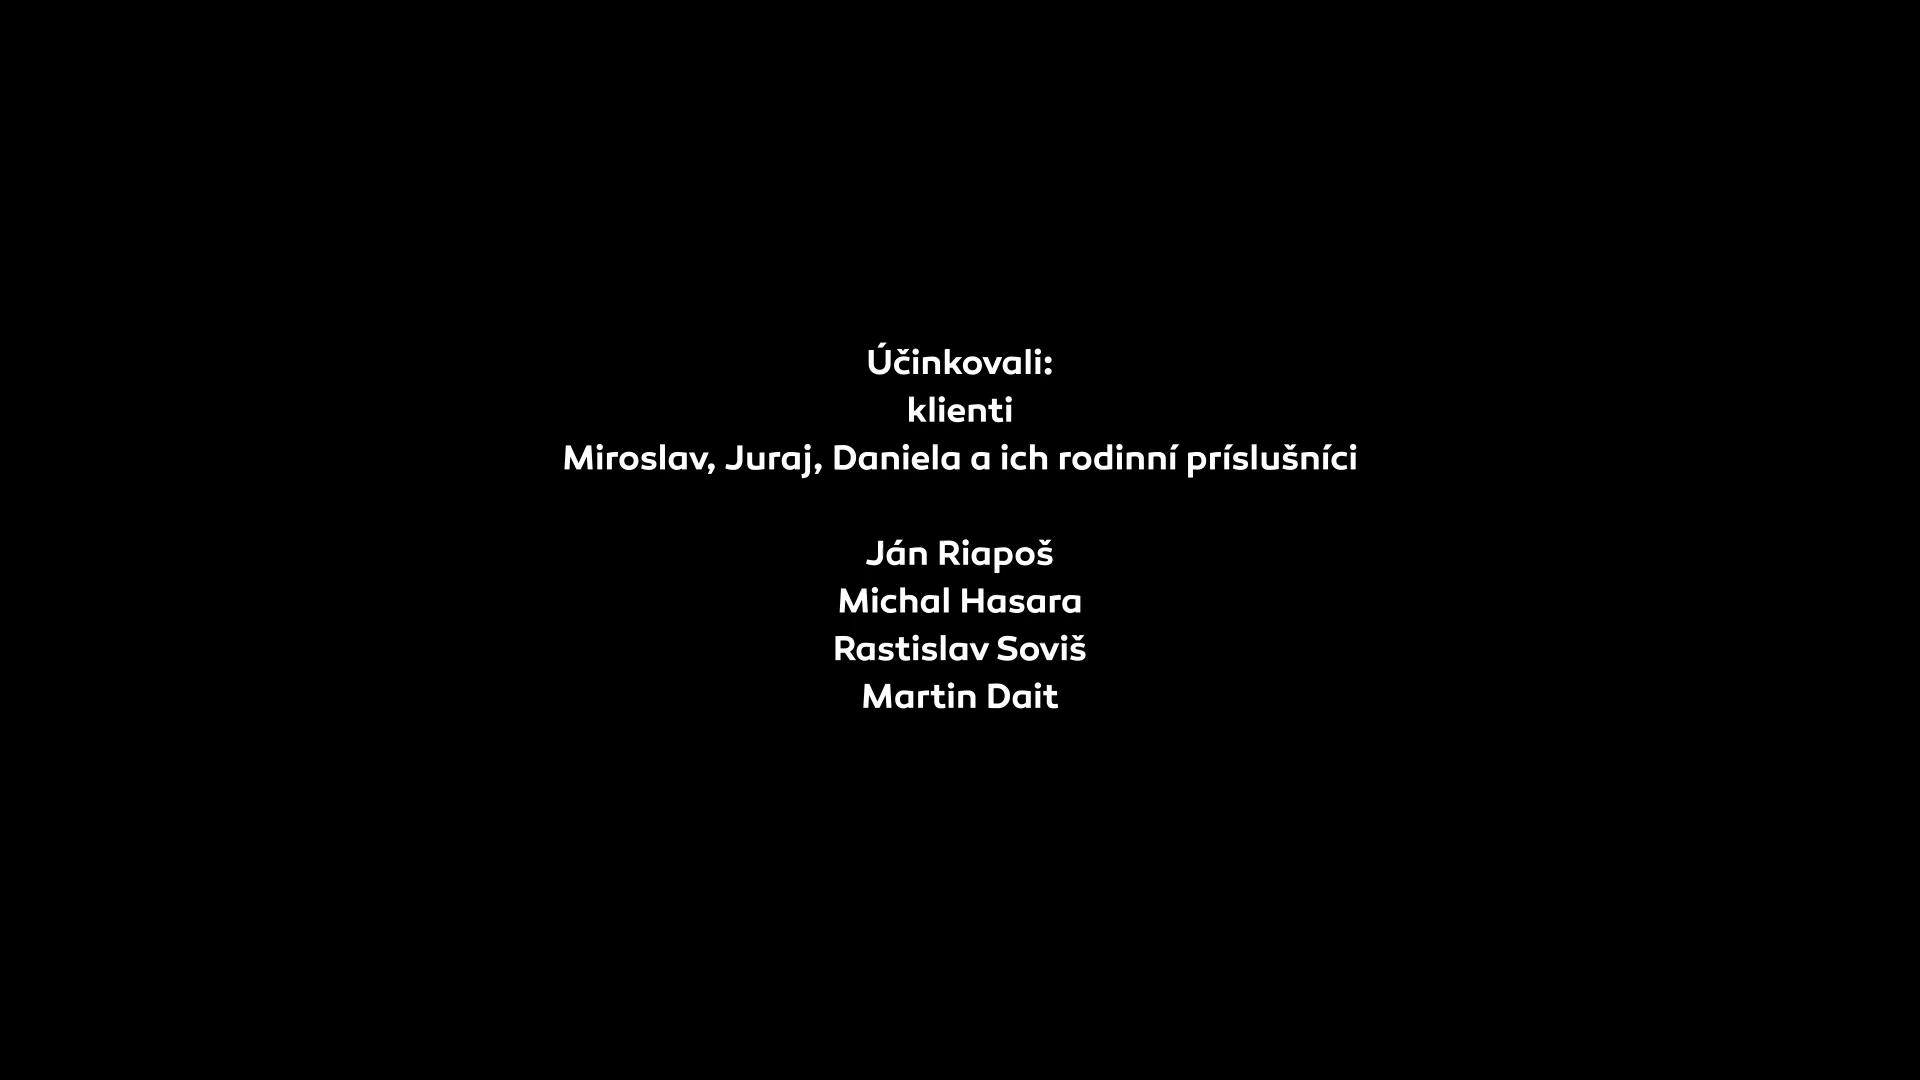 Účinkovali:
klienti
Miroslav, Juraj, Daniela a ich rodinní príslušníci
Ján Riapoš
Michal Hasara
Rastislav Soviš
Martin Dait